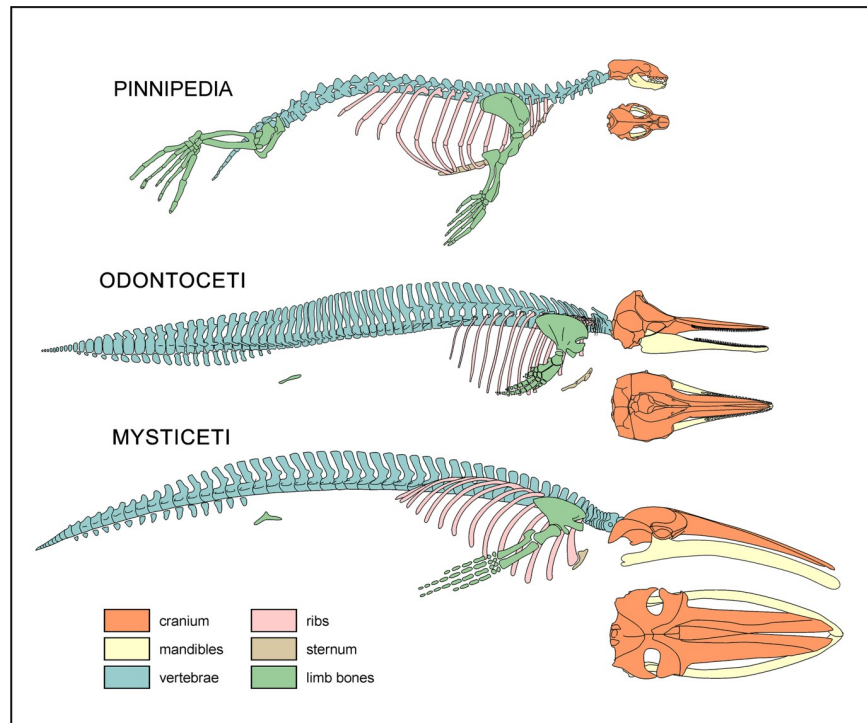 PINNIPEDIA
ODONTOCETI
MYSTICETI
cranium
ribs
mandibles
sternum
vertebrae
limb bones